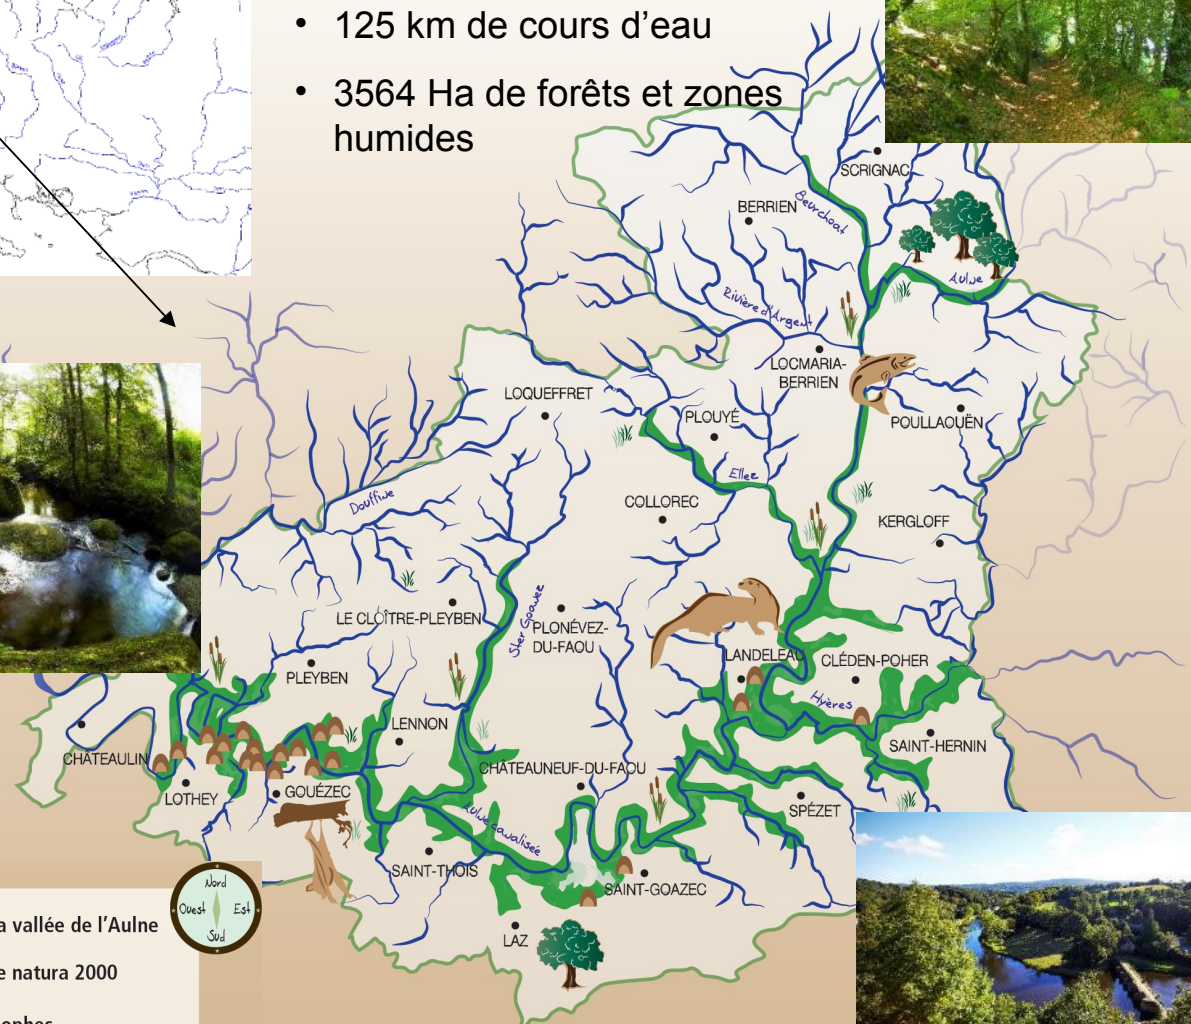 • 125 km de cours d’eau
• 3564 Ha de forêts et zones
humides
SCRIGNAC
BERRIEN
Beurchoat
Aulne
Rivière d'Argent
LOCMARIA-
BERRIEN
LOQUEFFRET
PLOUYÉ
POULLAOUËN
Ellez
Douffine
COLLOREC
KERGLOFF
LE CLOÎTRE-PLEYBEN
Ster Goanez
PLONÉVEZ-
DU-FAOU
LANDELEAU
CLÉDEN-POHER
PLEYBEN
Hyères
LENNON
SAINT-HERNIN
CHÂTEAULIN
CHÂTEAUNEUF-DU-FAOU
LOTHEY
GOUÉZEC
SPÉZET
Aulne canalisée
SAINT-THOIS
SAINT-GOAZEC
LAZ
Nord
Ouest Est
Sud
a vallée de l’Aulne
e natura 2000